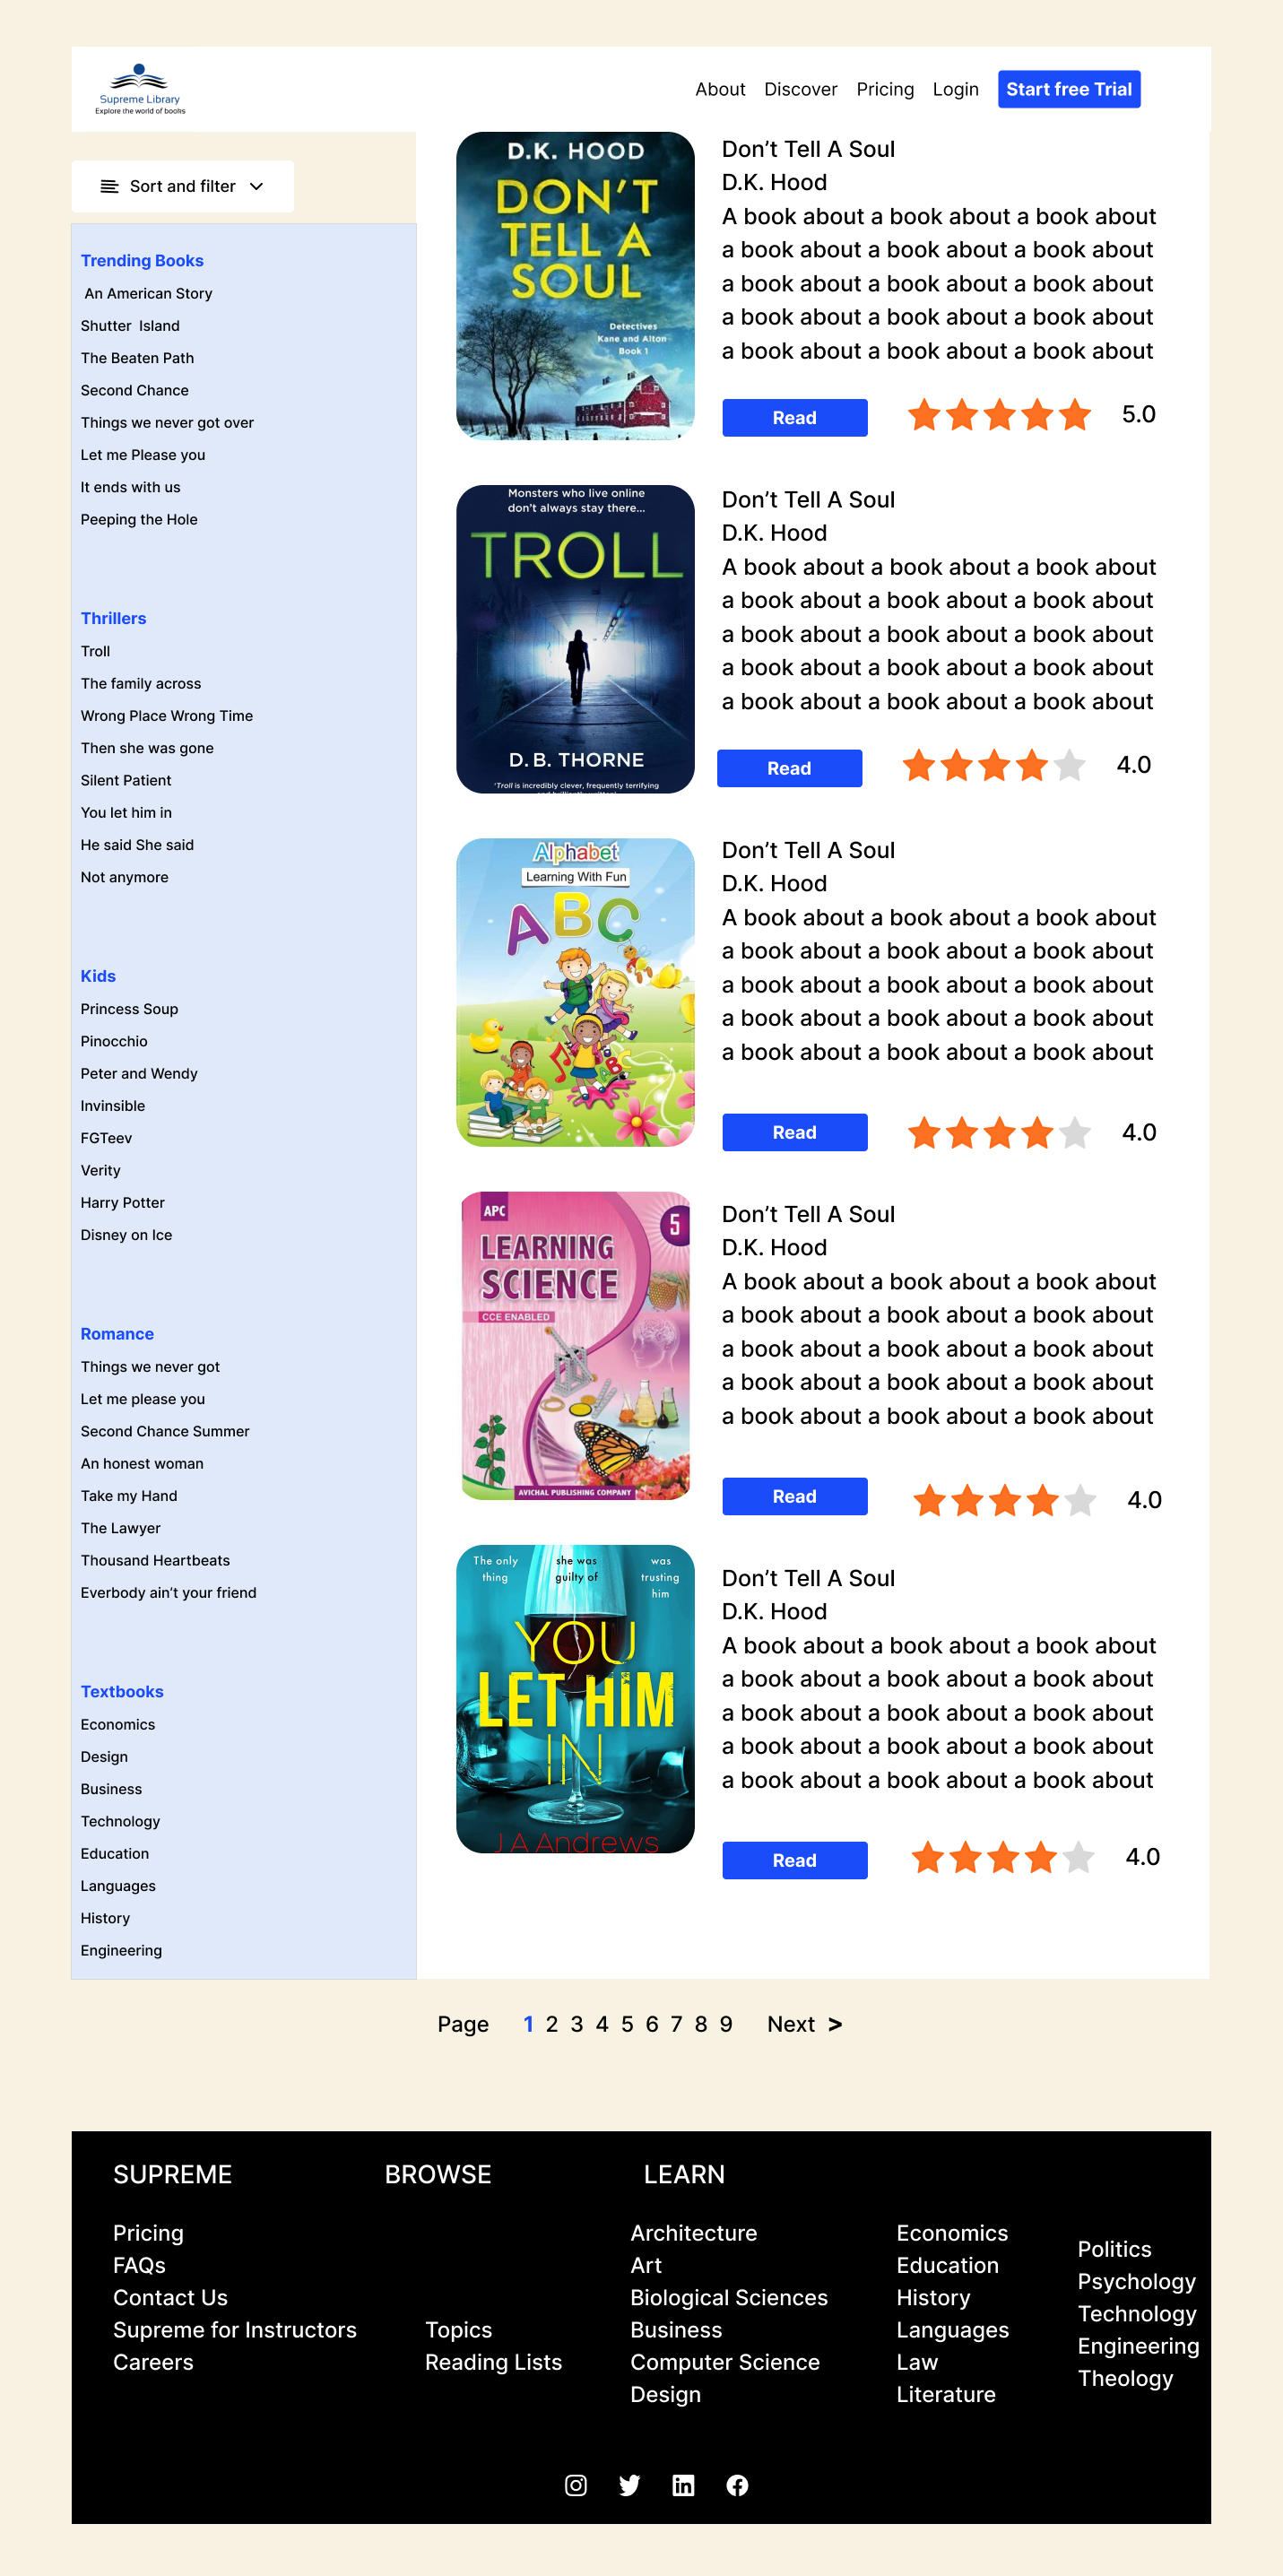 Supreme Library
Explore the world of books
About Discover Pricing Login Start free Trial
Sort and filter
Trending Books
An American Story
Shutter Island
The Beaten Path
Second Chance
Things we never got over
Let me Please you
It ends with us
Peeping the Hole
Thrillers
Troll
The family across
Wrong Place Wrong Time
Then she was gone
Silent Patient
You let him in
He said She said
Not anymore
Kids
Princess Soup
Pinocchio
Peter and Wendy
Invinsible
FGTeev
Verity
Harry Potter
Disney on Ice
Romance
Things we never got
Let me please you
Second Chance Summer
An honest woman
Take my Hand
The Lawyer
Thousand Heartbeats
Everbody ain’t your friend
Textbooks
Economics
Design
Business
Technology
Education
Languages
History
Engineering
D.K. HOOD
DON'T
TELL A
SOUL
Detectives
Kane and Alton
Book 1
Don’t Tell A Soul
D.K. Hood
A book about a book about a book about
a book about a book about a book about
a book about a book about a book about
a book about a book about a book about
a book about a book about a book about
Read 5.0
Monsters who live online
don't always stay there...
TROLL
D. B. THORNE
'Troll is incredibly clever, frequently terrifying
Don’t Tell A Soul
D.K. Hood
A book about a book about a book about
a book about a book about a book about
a book about a book about a book about
a book about a book about a book about
a book about a book about a book about
Read 4.0
Alphabet
Learning With Fun
ABC
ABC
Don’t Tell A Soul
D.K. Hood
A book about a book about a book about
a book about a book about a book about
a book about a book about a book about
a book about a book about a book about
a book about a book about a book about
Read 4.0
APC
5
LEARNING
SCIENCE
CCE ENABLED
AVICHAL PUBLISHING COMPANY
Don’t Tell A Soul
D.K. Hood
A book about a book about a book about
a book about a book about a book about
a book about a book about a book about
a book about a book about a book about
a book about a book about a book about
Read 4.0
The only she was was
thing guilty of trusting
him
YOU
LET HIM
IN
J A Andrews
Don’t Tell A Soul
D.K. Hood
A book about a book about a book about
a book about a book about a book about
a book about a book about a book about
a book about a book about a book about
a book about a book about a book about
Read 4.0
Page 1 2 3 4 5 6 7 8 9 Next >
SUPREME
Pricing
FAQs
Contact Us
Supreme for Instructors
Careers
BROWSE
Topics
Reading Lists
LEARN
Architecture
Art
Biological Sciences
Business
Computer Science
Design
Economics
Education
History
Languages
Law
Literature
Politics
Psychology
Technology
Engineering
Theology